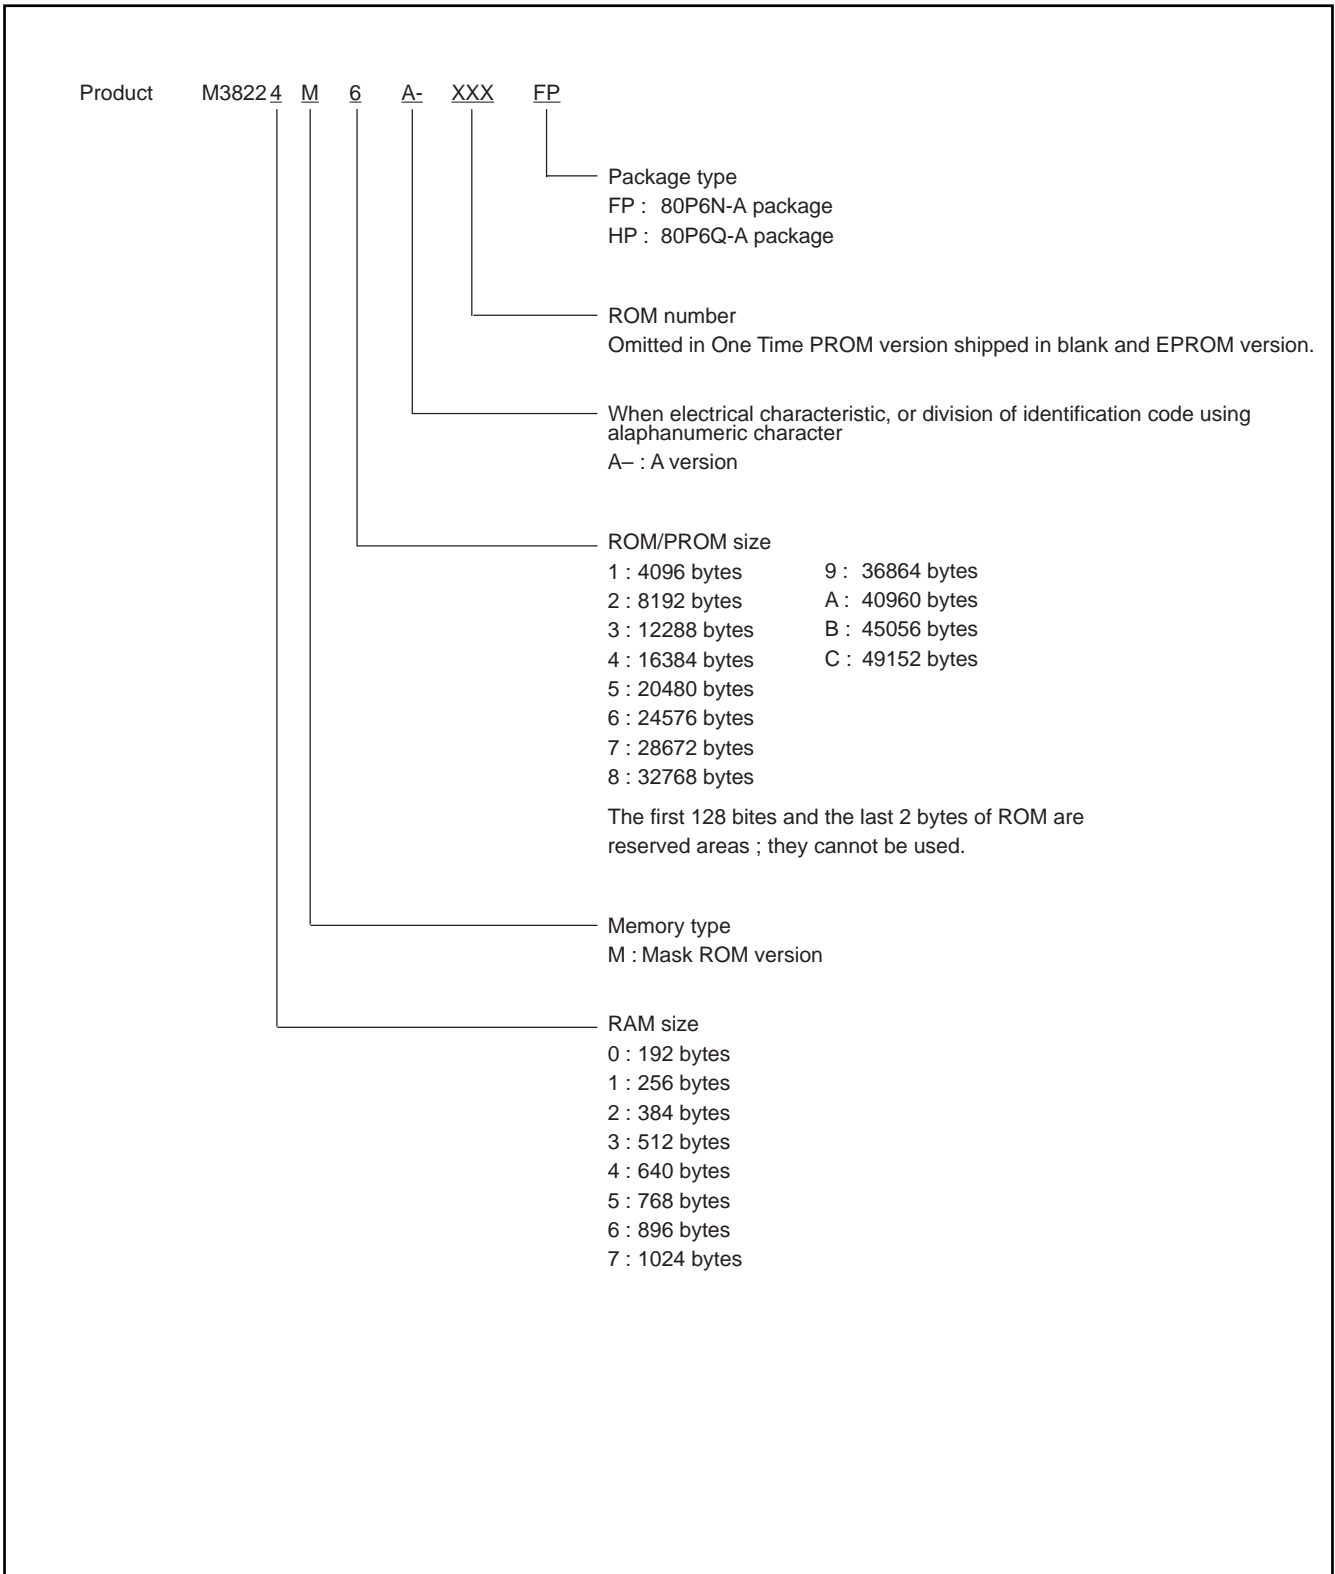 Product M38224 M 6 A- XXX FP
Package type
FP : 80P6N-A package
HP : 80P6Q-A package
ROM number
Omitted in One Time PROM version shipped in blank and EPROM version.
When electrical characteristic, or division of identification code using
alaphanumeric character
A– : A version
ROM/PROM size
1 : 4096 bytes
2 : 8192 bytes
3 : 12288 bytes
4 : 16384 bytes
5 : 20480 bytes
6 : 24576 bytes
7 : 28672 bytes
8 : 32768 bytes
9 : 36864 bytes
A : 40960 bytes
B : 45056 bytes
C : 49152 bytes
The first 128 bites and the last 2 bytes of ROM are
reserved areas ; they cannot be used.
Memory type
M : Mask ROM version
RAM size
0 : 192 bytes
1 : 256 bytes
2 : 384 bytes
3 : 512 bytes
4 : 640 bytes
5 : 768 bytes
6 : 896 bytes
7 : 1024 bytes